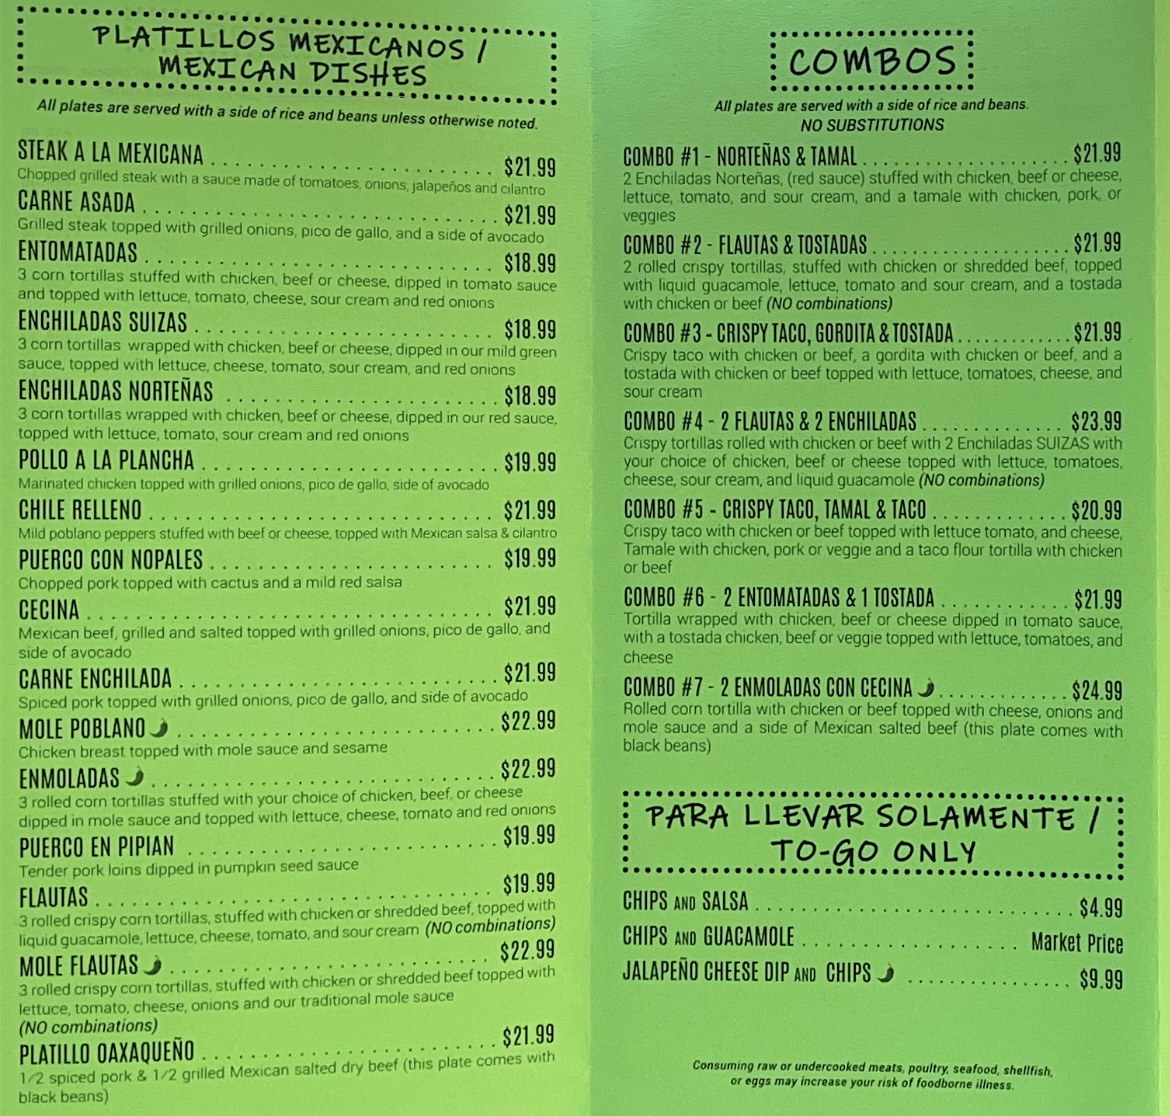 PLATILLOS MEXICANOS /
MEXICAN DISHES
All plates are served with a side of rice and beans unless otherwise noted.
STEAK A LA MEXICANA . . . . . . . . . . $21.99
Chopped grilled steak with a sauce made of tomatoes, onions, jalapeños and cilantro
CARNE ASADA . . . . . . . . . . $21.99
Grilled steak topped with grilled onions, pico de gallo, and a side of avocado
ENTOMATADAS . . . . . . . . . . $18.99
3 corn tortillas stuffed with chicken, beef or cheese, dipped in tomato sauce
and topped with lettuce, tomato, cheese, sour cream and red onions
ENCHILADAS SUIZAS . . . . . . . . . . $18.99
3 corn tortillas wrapped with chicken, beef or cheese, dipped in our mild green
sauce, topped with lettuce, cheese, tomato, sour cream, and red onions
ENCHILADAS NORTEÑAS . . . . . . . . . . $18.99
3 corn tortillas wrapped with chicken, beef or cheese, dipped in our red sauce,
topped with lettuce, tomato, sour cream and red onions
POLLO A LA PLANCHA . . . . . . . . . . $19.99
Marinated chicken topped with grilled onions, pico de gallo, side of avocado
CHILE RELLENO . . . . . . . . . . $21.99
Mild poblano peppers stuffed with beef or cheese, topped with Mexican salsa & cilantro
PUERCO CON NOPALES . . . . . . . . . . $19.99
Chopped pork topped with cactus and a mild red salsa
CECINA . . . . . . . . . . $21.99
Mexican beef, grilled and salted topped with grilled onions, pico de gallo, and
side of avocado
CARNE ENCHILADA . . . . . . . . . . $21.99
Spiced pork topped with grilled onions, pico de gallo, and side of avocado
MOLE POBLANO . . . . . . . . . . $22.99
Chicken breast topped with mole sauce and sesame
ENMOLADAS . . . . . . . . . . $22.99
3 rolled corn tortillas stuffed with your choice of chicken, beef, or cheese
dipped in mole sauce and topped with lettuce, cheese, tomato and red onions
PUERCO EN PIPIAN . . . . . . . . . . $19.99
Tender pork loins dipped in pumpkin seed sauce
FLAUTAS . . . . . . . . . . $19.99
3 rolled crispy corn tortillas, stuffed with chicken or shredded beef, topped with
liquid guacamole, lettuce, cheese, tomato, and sour cream (NO combinations)
MOLE FLAUTAS . . . . . . . . . . $22.99
3 rolled crispy corn tortillas, stuffed with chicken or shredded beef topped with
lettuce, tomato, cheese, onions and our traditional mole sauce
(NO combinations)
PLATILLO OAXAQUEÑO . . . . . . . . . . $21.99
1/2 spiced pork & 1/2 grilled Mexican salted dry beef (this plate comes with
black beans)
COMBOS
All plates are served with a side of rice and beans.
NO SUBSTITUTIONS
COMBO #1 - NORTEÑAS & TAMAL . . . . . . . . . . $21.99
2 Enchiladas Norteñas, (red sauce) stuffed with chicken, beef or cheese,
lettuce, tomato, and sour cream, and a tamale with chicken, pork, or
veggies
COMBO #2 - FLAUTAS & TOSTADAS . . . . . . . . . . $21.99
2 rolled crispy tortillas, stuffed with chicken or shredded beef, topped
with liquid guacamole, lettuce, tomato and sour cream, and a tostada
with chicken or beef (NO combinations)
COMBO #3 - CRISPY TACO, GORDITA & TOSTADA . . . . . . . . . . $21.99
Crispy taco with chicken or beef, a gordita with chicken or beef, and a
tostada with chicken or beef topped with lettuce, tomatoes, cheese, and
sour cream
COMBO #4 - 2 FLAUTAS & 2 ENCHILADAS . . . . . . . . . . $23.99
Crispy tortillas rolled with chicken or beef with 2 Enchiladas SUIZAS with
your choice of chicken, beef or cheese topped with lettuce, tomatoes,
cheese, sour cream, and liquid guacamole (NO combinations)
COMBO #5 - CRISPY TACO, TAMAL & TACO . . . . . . . . . . $20.99
Crispy taco with chicken or beef topped with lettuce tomato, and cheese,
Tamale with chicken, pork or veggie and a taco flour tortilla with chicken
or beef
COMBO #6 - 2 ENTOMATADAS & 1 TOSTADA . . . . . . . . . . $21.99
Tortilla wrapped with chicken, beef or cheese dipped in tomato sauce,
with a tostada chicken, beef or veggie topped with lettuce, tomatoes, and
cheese
COMBO #7 - 2 ENMOLADAS CON CECINA . . . . . . . . . . $24.99
Rolled corn tortilla with chicken or beef topped with cheese, onions and
mole sauce and a side of Mexican salted beef (this plate comes with
black beans)
PARA LLEVAR SOLAMENTE /
TO-GO ONLY
CHIPS AND SALSA . . . . . . . . . . $4.99
CHIPS AND GUACAMOLE . . . . . . . . . . Market Price
JALAPEÑO CHEESE DIP AND CHIPS . . . . . . . . . . $9.99
Consuming raw or undercooked meats, poultry, seafood, shellfish,
or eggs may increase your risk of foodborne illness.